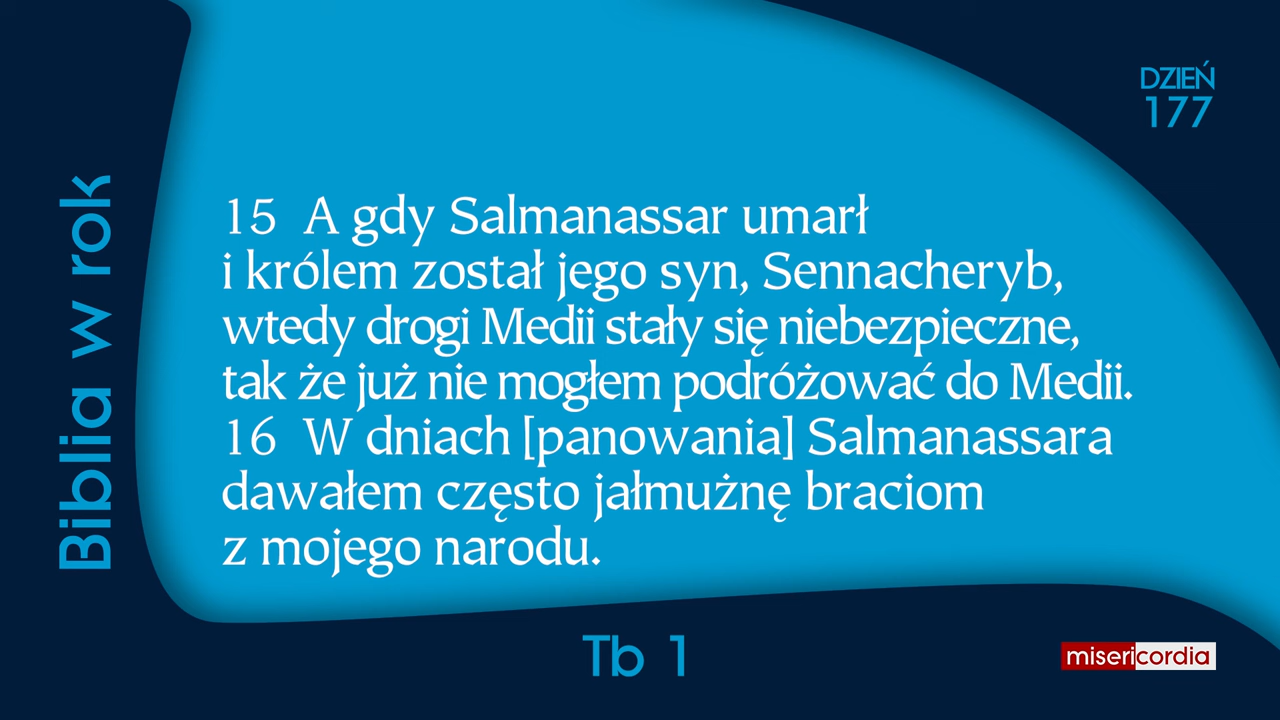 DZIEŃ
177
Biblia w rok
15 A gdy Salmanassar umarł
i królem został jego syn, Sennacheryb,
wtedy drogi Medii stały się niebezpieczne,
tak że już nie mogłem podróżować do Medii.
16 W dniach [panowania] Salmanassara
dawałem często jałmużnę braciom
z mojego narodu.
Tb 1
misericordia